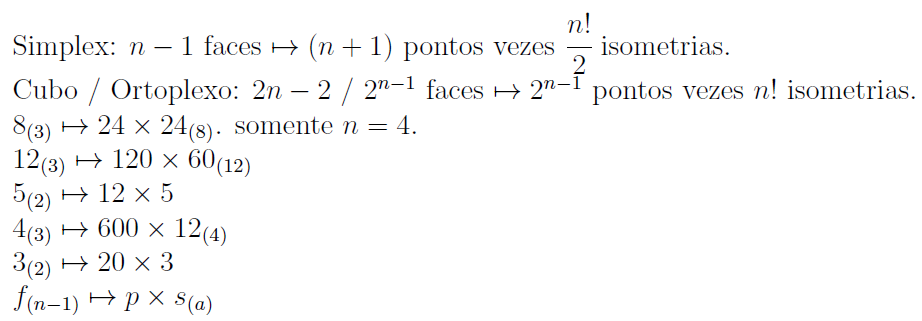 Simplex: n − 1 faces ↦ (n + 1) pontos vezes n!/2 isometrias.
Cubo / Ortoplexo: 2n − 2 / 2^{n−1} faces ↦ 2^{n−1} pontos vezes n! isometrias.
8_{(3)} ↦ 24 × 24_{(8)}. somente n = 4.
12_{(3)} ↦ 120 × 60_{(12)}
5_{(2)} ↦ 12 × 5
4_{(3)} ↦ 600 × 12_{(4)}
3_{(2)} ↦ 20 × 3
f_{(n−1)} ↦ p × s_{(a)}